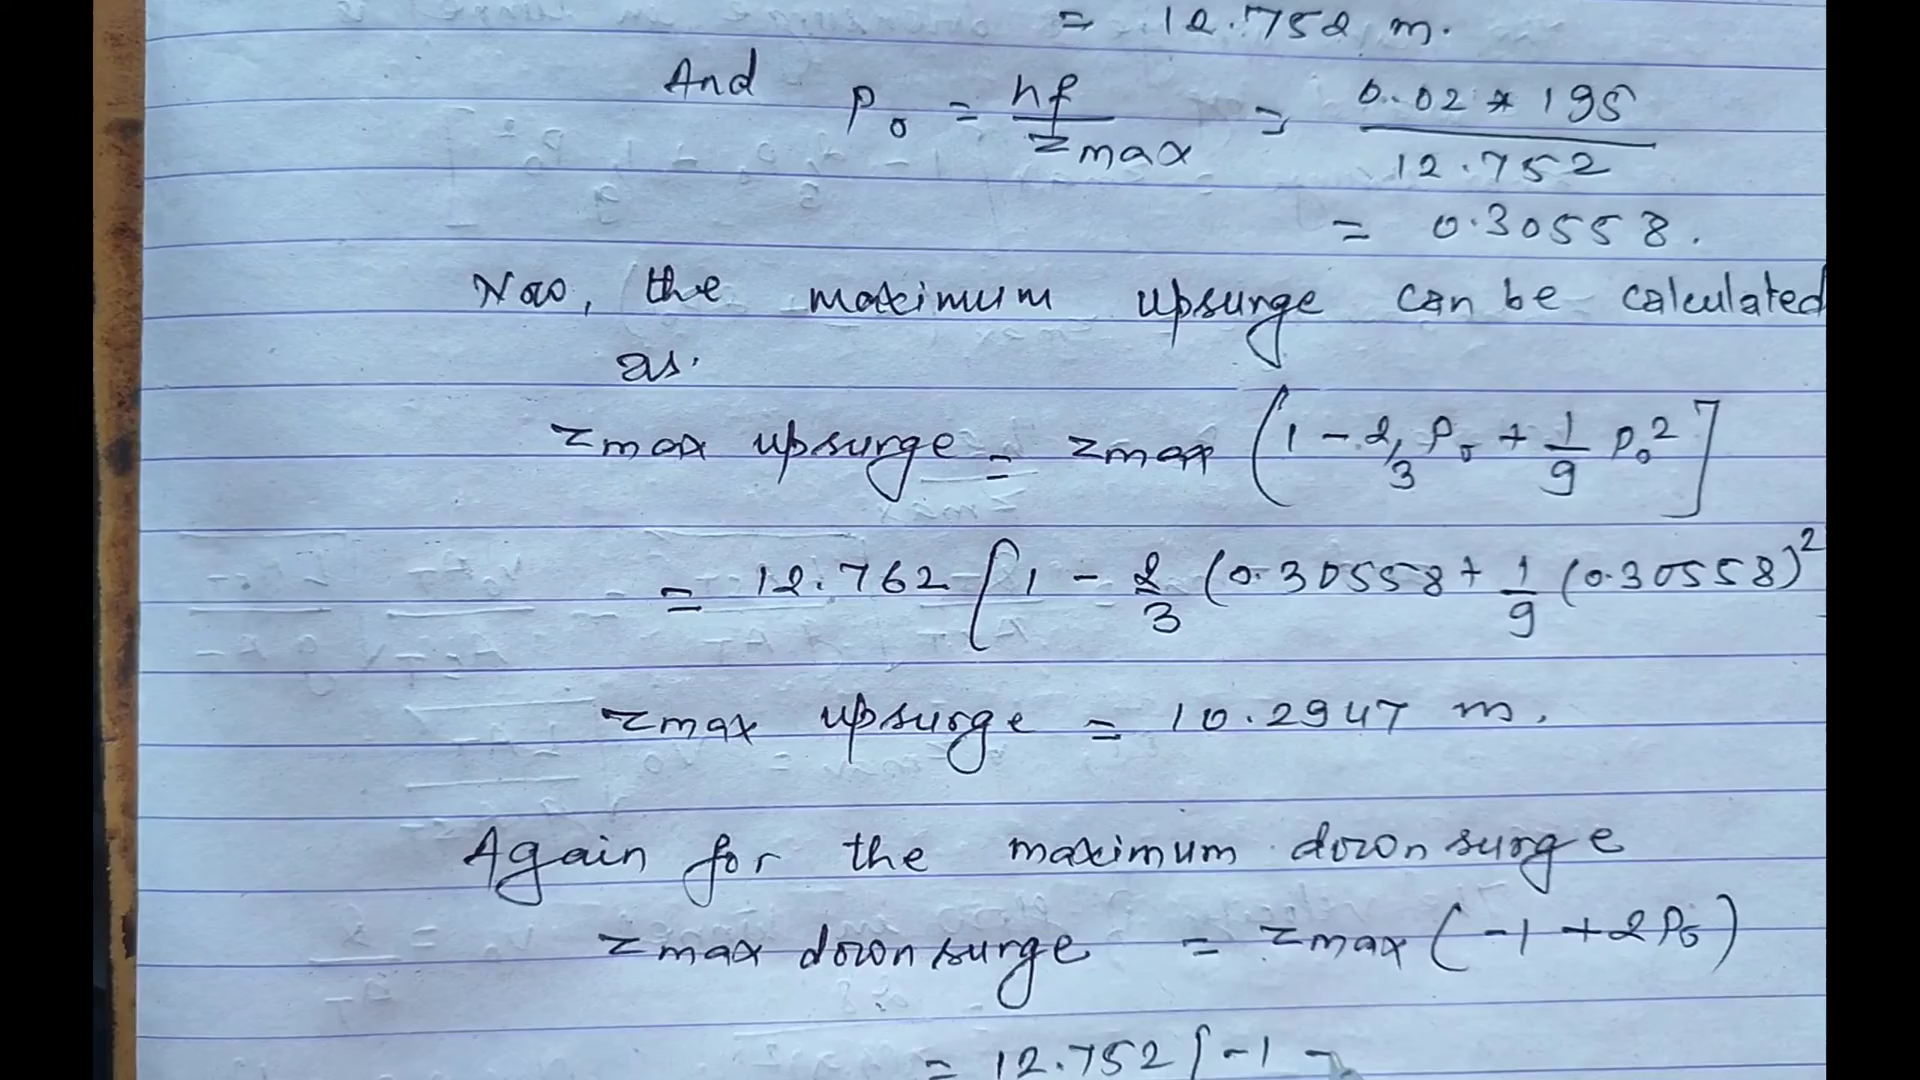 = 12.752 m.
And P₀ = hf / zmax = 0.02 * 195 / 12.752
= 0.30558.
Now, the maximum upsurge can be calculated
as.
zmax upsurge = zmax [1 - 2/3 P₀ + 1/9 P₀²]
= 12.762 [1 - 2/3 (0.30558 + 1/9 (0.30558)²
zmax upsurge = 10.2947 m.
Again for the maximum down surge
zmax down surge = zmax (-1 + 2P₀)
= 12.752 [-1